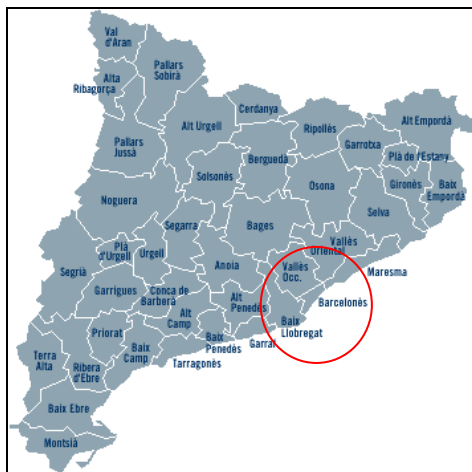 Val
d'Aran
Pallars
Sobirà
Alta
Ribagorça
Cerdanya
Alt Empordà
Alt Urgell
Ripollès
Garrotxa
Pallars
Jussà
Berguedà
Plà de l'Estany
Solsonès
Osona
Gironès
Baix
Empordà
Noguera
Selva
Segarra
Bages
Vallès
Oriental
Plà
d'Urgell
Urgell
Anoia
Vallès
Occ.
Maresma
Segrià
Garrigues
Conca de
Barberà
Alt
Penedès
Barcelonès
Alt
Camp
Baix
Llobregat
Priorat
Baix
Penedès
Garraf
Terra
Alta
Ribera
d'Ebre
Baix
Camp
Tarragonès
Baix Ebre
Montsià